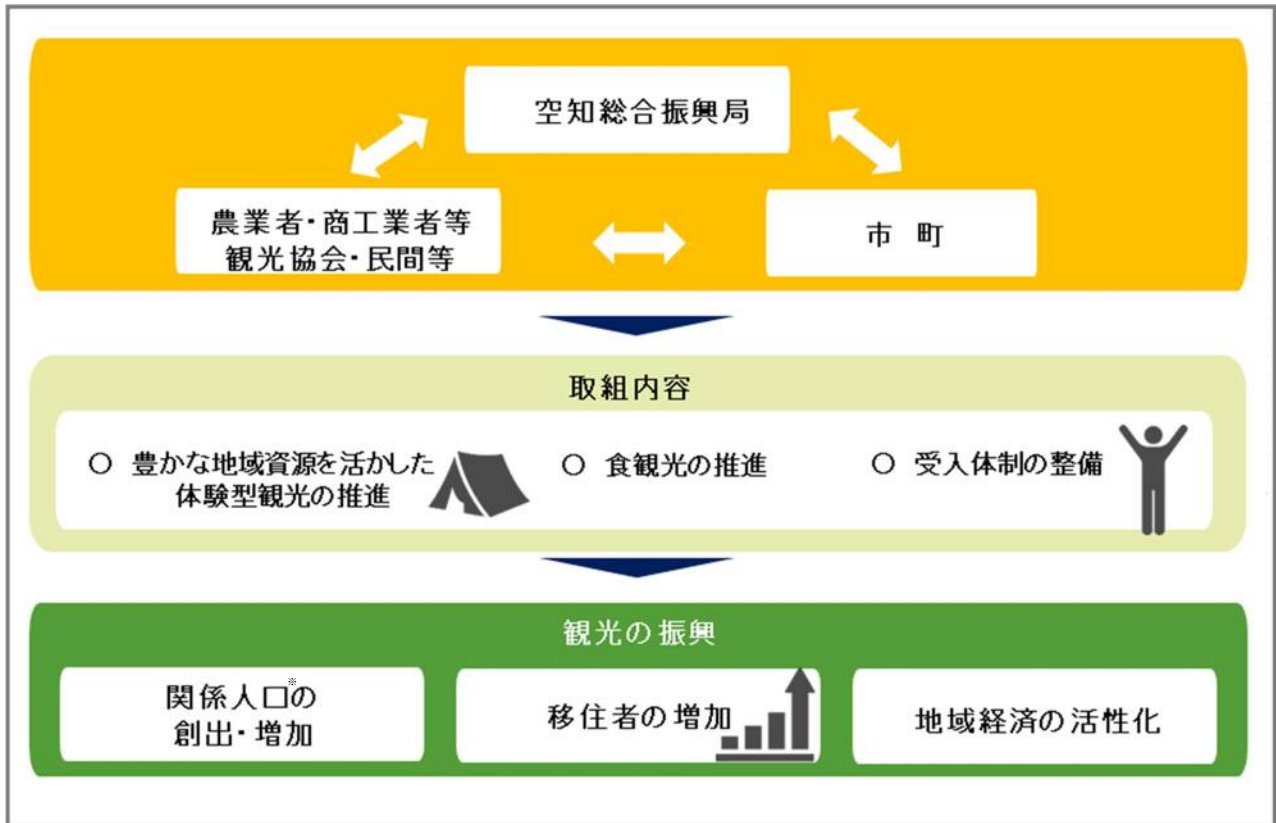 空知総合振興局
農業者・商工業者等
観光協会・民間等
市 町
取組内容
○ 豊かな地域資源を活かした
体験型観光の推進
○ 食観光の推進
○ 受入体制の整備
観光の振興
関係人口※の
創出・増加
移住者の増加
地域経済の活性化